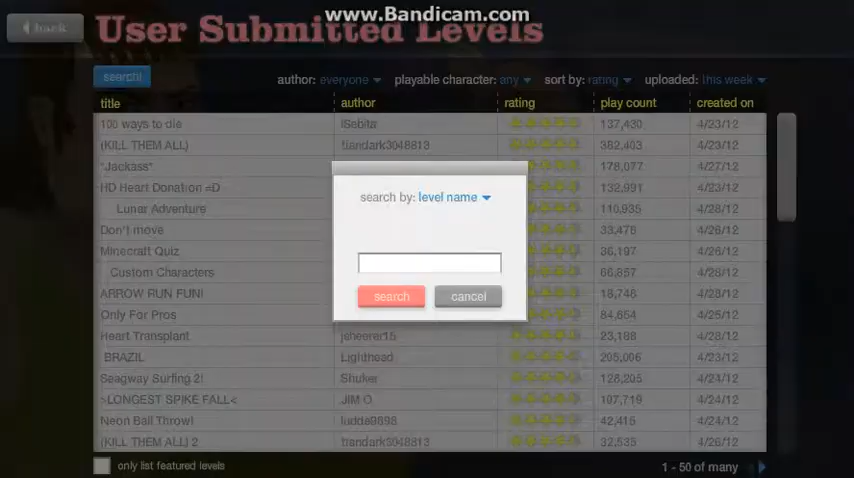 www.Bandicam.com
back
User Submitted Levels
search!
author: everyone playable character: any sort by: rating uploaded: this week
title author rating play count created on
100 ways to die iSebita 137,430 4/23/12
(KILL THEM ALL) bandark3048813 382,403 4/23/12
"Jackass" 178,077 4/27/12
HD Heart Donation =D 132,991 4/23/12
Lunar Adventure 110,935 4/28/12
Don't move 33,476 4/26/12
Minecraft Quiz 36,197 4/26/12
Custom Characters 66,857 4/28/12
ARROW RUN FUN! 18,746 4/28/12
Only For Pros 84,654 4/25/12
Heart Transplant jsheerer15 23,188 4/26/12
BRAZIL Lighthead 205,006 4/23/12
Seagway Surfing 2! Shuker 128,205 4/24/12
>LONGEST SPIKE FALL< JIM O 107,719 4/24/12
Neon Ball Throw! ludde9898 42,415 4/24/12
(KILL THEM ALL) 2 bandark3048813 32,535 4/26/12
search by: level name
search cancel
only list featured levels
1 - 50 of many